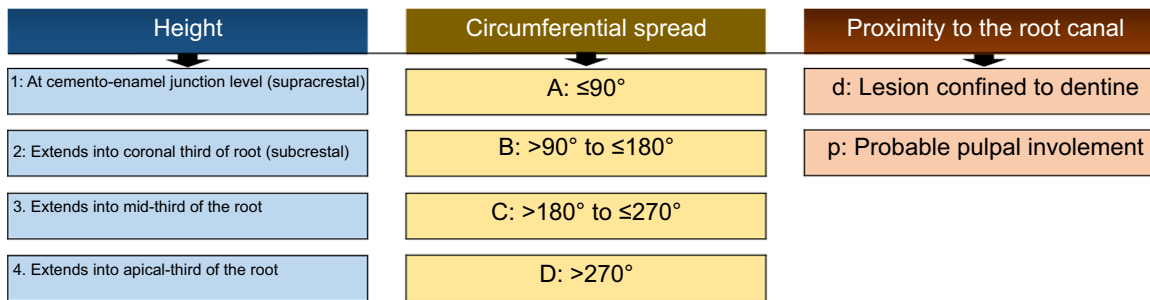 Height
Circumferential spread
Proximity to the root canal
1: At cemento-enamel junction level (supracrestal)
A: ≤90°
d: Lesion confined to dentine
2: Extends into coronal third of root (subcrestal)
B: >90° to ≤180°
p: Probable pulpal involement
3. Extends into mid-third of the root
C: >180° to ≤270°
4. Extends into apical-third of the root
D: >270°